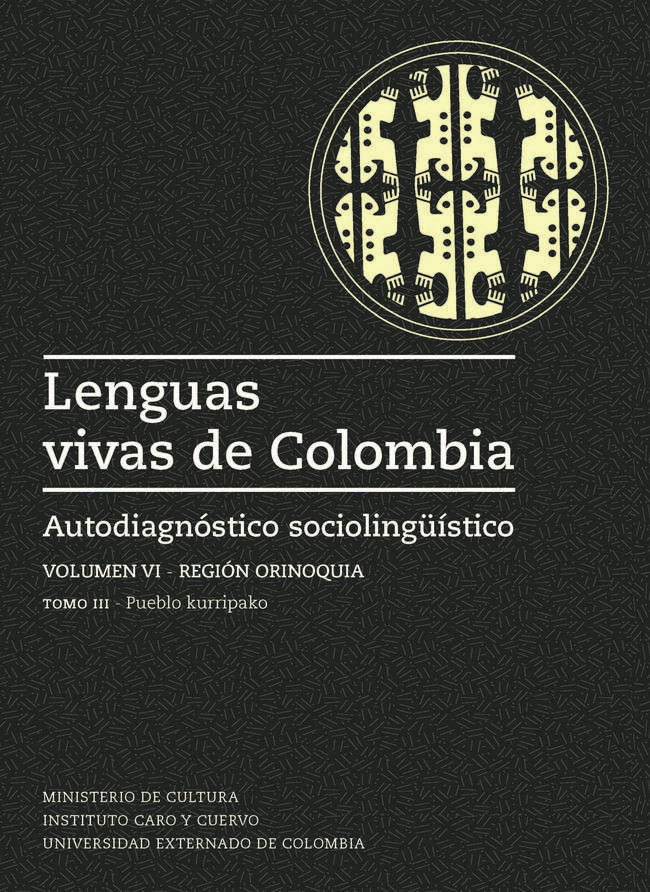 Lenguas
vivas de Colombia
Autodiagnóstico sociolingüístico
VOLUMEN VI - REGIÓN ORINOQUIA
TOMO III - Pueblo kurripako
MINISTERIO DE CULTURA
INSTITUTO CARO Y CUERVO
UNIVERSIDAD EXTERNADO DE COLOMBIA